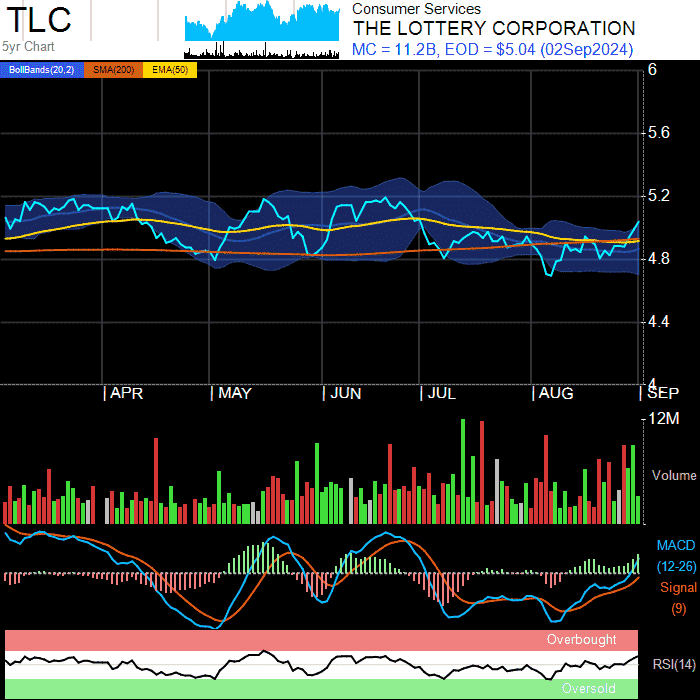 TLC
5yr Chart
Consumer Services
THE LOTTERY CORPORATION
MC = 11.2B, EOD = $5.04 (02Sep2024)
BollBands(20,2) SMA(200) EMA(50)
6
5.6
5.2
4.8
4.4
4
APR MAY JUN JUL AUG SEP
12M
Volume
MACD
(12-26)
Signal
(9)
Overbought
RSI(14)
Oversold